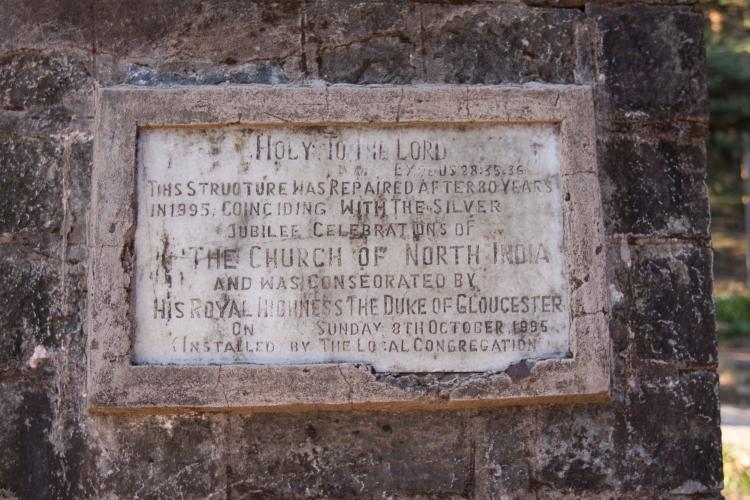 HOLY TO THE LORD
EXODUS 28:35,36
THIS STRUCTURE WAS REPAIRED AFTER 80 YEARS
IN 1995, COINCIDING WITH THE SILVER
JUBILEE CELEBRATIONS OF
THE CHURCH OF NORTH INDIA
AND WAS CONSECRATED BY
HIS ROYAL HIGHNESS THE DUKE OF GLOUCESTER
ON SUNDAY 8TH OCTOBER, 1995
(INSTALLED BY THE LOCAL CONGREGATION)